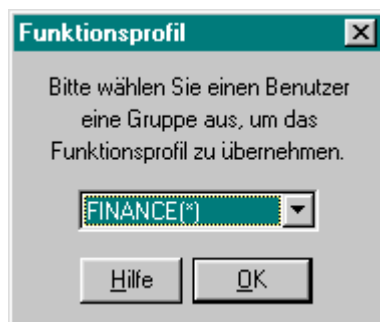 Funktionsprofil
Bitte wählen Sie einen Benutzer
eine Gruppe aus, um das
Funktionsprofil zu übernehmen.
FINANCE(*)
Hilfe OK